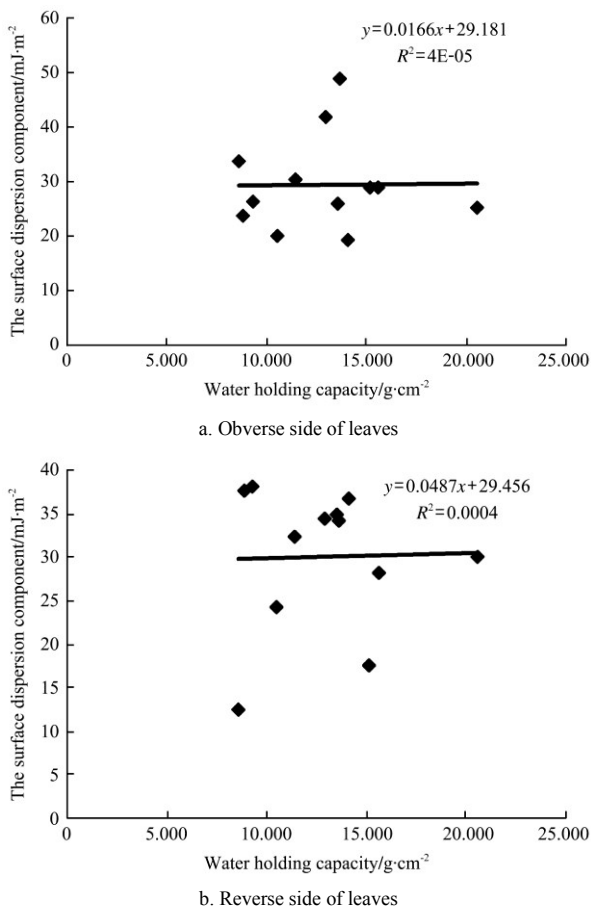 y=0.0166x+29.181
R²=4E-05
The surface dispersion component/mJ·m⁻²
60
50
40
30
20
10
0
0 5.000 10.000 15.000 20.000 25.000
Water holding capacity/g·cm⁻²
a. Obverse side of leaves
y=0.0487x+29.456
R²=0.0004
The surface dispersion component/mJ·m⁻²
40
35
30
25
20
15
10
5
0
0 5.000 10.000 15.000 20.000 25.000
Water holding capacity/g·cm⁻²
b. Reverse side of leaves